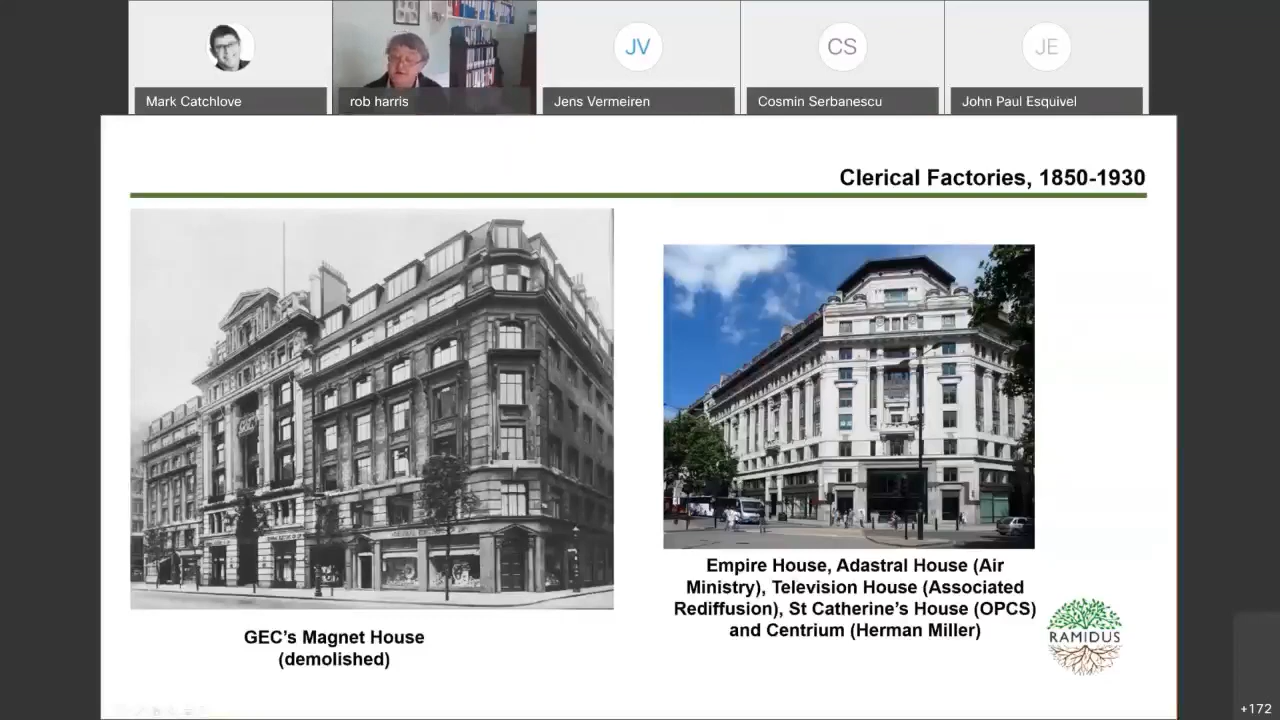 JV
CS
JE
Mark Catchlove
rob harris
Jens Vermeiren
Cosmin Serbanescu
John Paul Esquivel
Clerical Factories, 1850-1930
GEC’s Magnet House
(demolished)
Empire House, Adastral House (Air
Ministry), Television House (Associated
Rediffusion), St Catherine’s House (OPCS)
and Centrium (Herman Miller)
RAMIDUS
+172